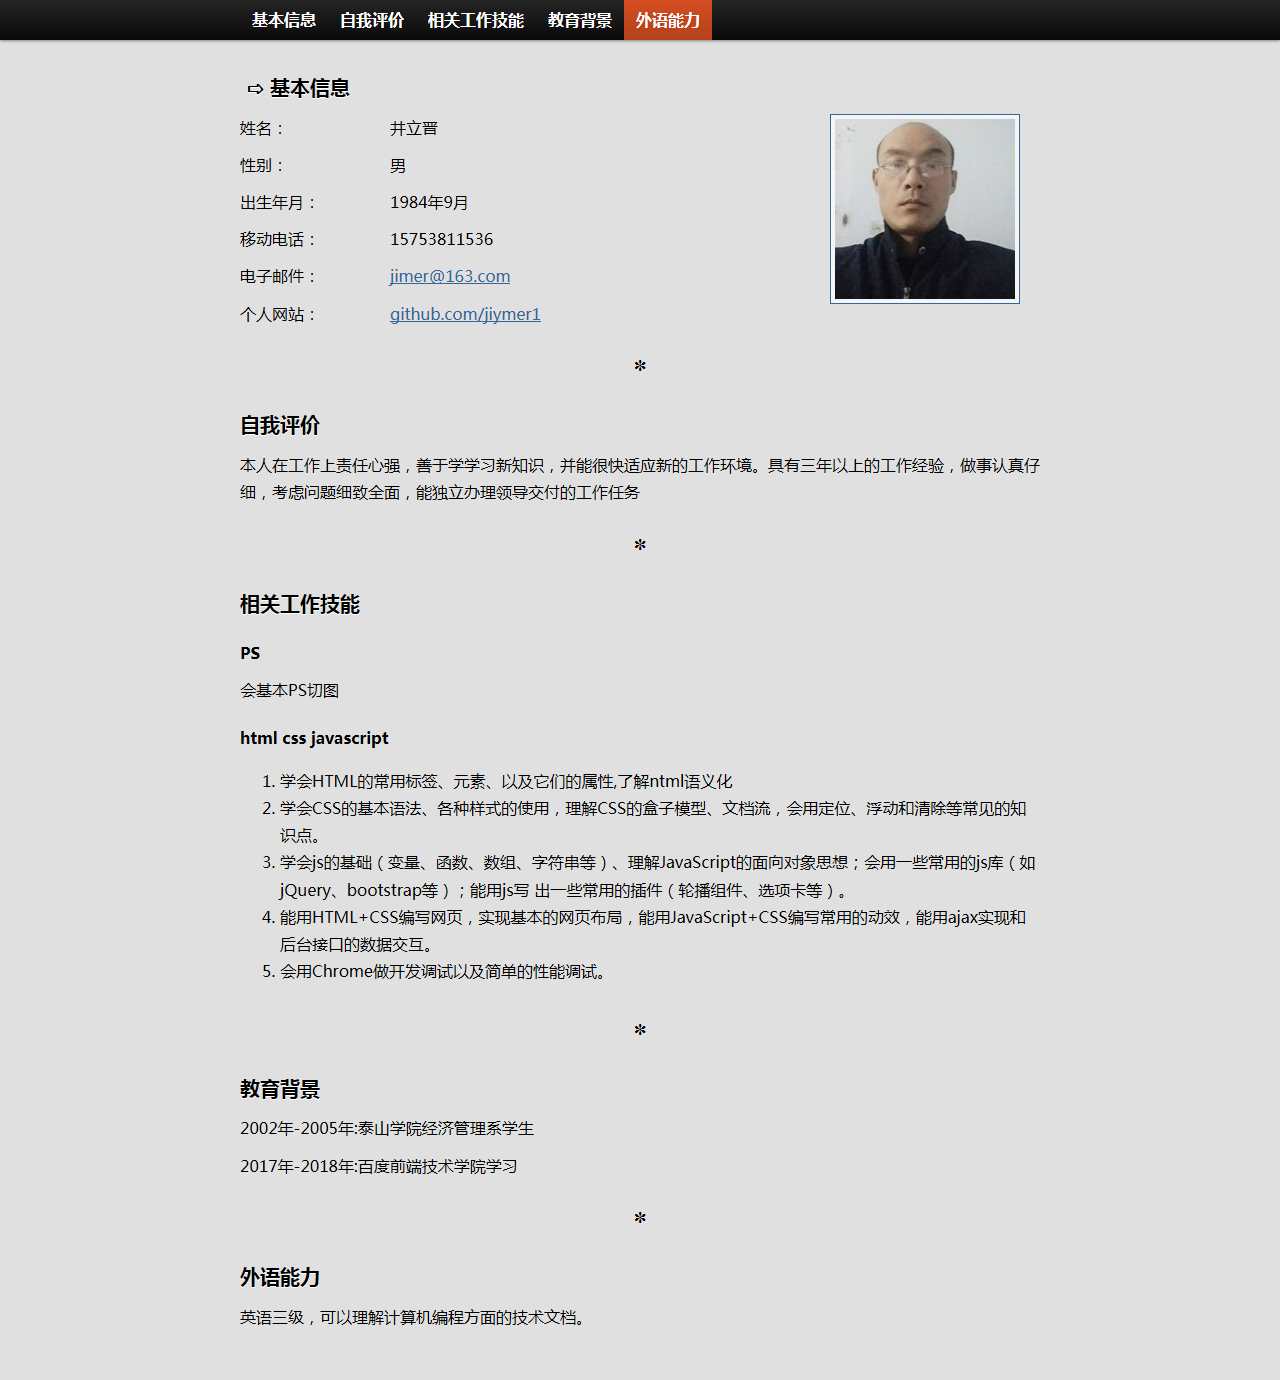 基本信息 自我评价 相关工作技能 教育背景 外语能力
⇨ 基本信息
姓名： 井立晋
性别： 男
出生年月： 1984年9月
移动电话： 15753811536
电子邮件： jimer@163.com
个人网站： github.com/jiymer1
✻
自我评价
本人在工作上责任心强，善于学学习新知识，并能很快适应新的工作环境。具有三年以上的工作经验，做事认真仔
细，考虑问题细致全面，能独立办理领导交付的工作任务
✻
相关工作技能
PS
会基本PS切图
html css javascript
1. 学会HTML的常用标签、元素、以及它们的属性,了解ntml语义化
2. 学会CSS的基本语法、各种样式的使用，理解CSS的盒子模型、文档流，会用定位、浮动和清除等常见的知
识点。
3. 学会js的基础（变量、函数、数组、字符串等）、理解JavaScript的面向对象思想；会用一些常用的js库（如
jQuery、bootstrap等）；能用js写 出一些常用的插件（轮播组件、选项卡等）。
4. 能用HTML+CSS编写网页，实现基本的网页布局，能用JavaScript+CSS编写常用的动效，能用ajax实现和
后台接口的数据交互。
5. 会用Chrome做开发调试以及简单的性能调试。
✻
教育背景
2002年-2005年:泰山学院经济管理系学生
2017年-2018年:百度前端技术学院学习
✻
外语能力
英语三级，可以理解计算机编程方面的技术文档。